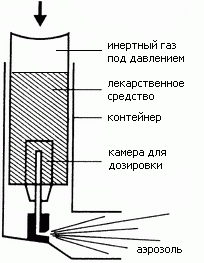 инертный газ
под давлением
лекарственное
средство
контейнер
камера для
дозировки
аэрозоль